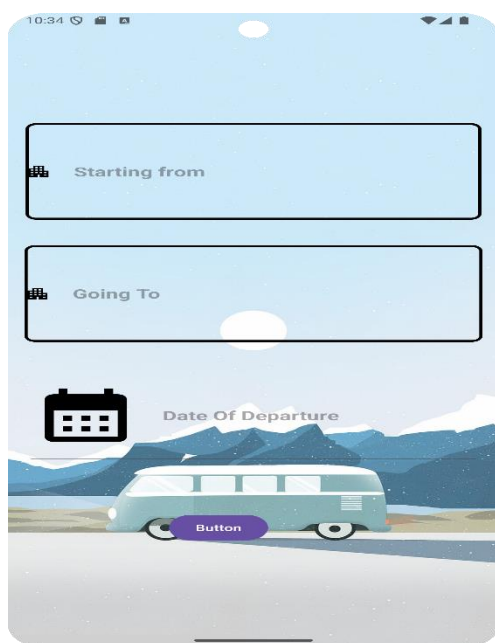 10:34
Starting from
Going To
Date Of Departure
Button